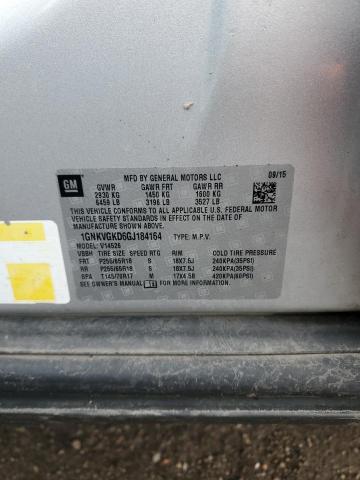 GM
MFD BY GENERAL MOTORS LLC 09/15
GVWR GAWR FRT GAWR RR
2930 KG 1450 KG 1600 KG
6459 LB 3196 LB 3527 LB
THIS VEHICLE CONFORMS TO ALL APPLICABLE U.S. FEDERAL
MOTOR VEHICLE SAFETY STANDARDS IN EFFECT ON THE DATE OF
MANUFACTURE SHOWN ABOVE.
1GNKVGKD6GJ184164 TYPE: M.P.V.
MODEL: V14526
VBBH TIRE SIZE SPEED RIM COLD TIRE PRESSURE
FRT P255/65R18 S 18X7.5J 240KPA(35PSI)
RR P255/65R18 S 18X7.5J 240KPA(35PSI)
SPA T145/70R17 M 17X4.5B 420KPA(60PSI)
SEE OWNER'S MANUAL FOR ADDITIONAL INFORMATION.